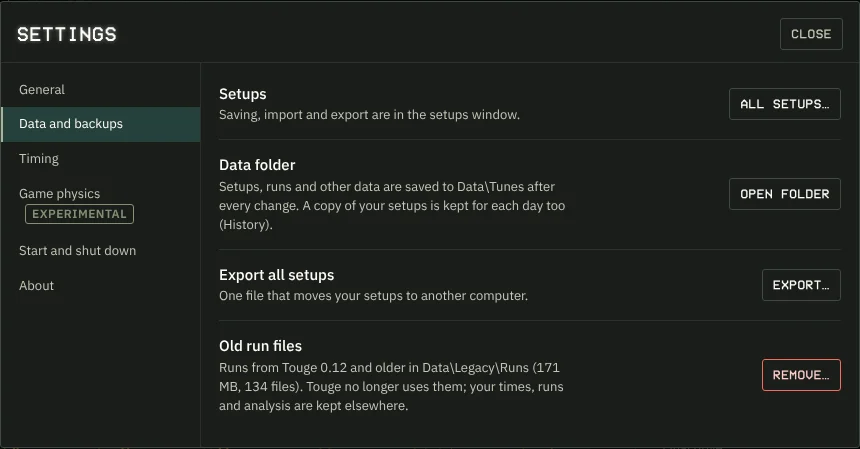 SETTINGS
CLOSE
General
Data and backups
Timing
Game physics
EXPERIMENTAL
Start and shut down
About
Setups
Saving, import and export are in the setups window.
ALL SETUPS…
Data folder
Setups, runs and other data are saved to Data\Tunes after
every change. A copy of your setups is kept for each day too
(History).
OPEN FOLDER
Export all setups
One file that moves your setups to another computer.
EXPORT…
Old run files
Runs from Touge 0.12 and older in Data\Legacy\Runs (171
MB, 134 files). Touge no longer uses them; your times, runs
and analysis are kept elsewhere.
REMOVE…